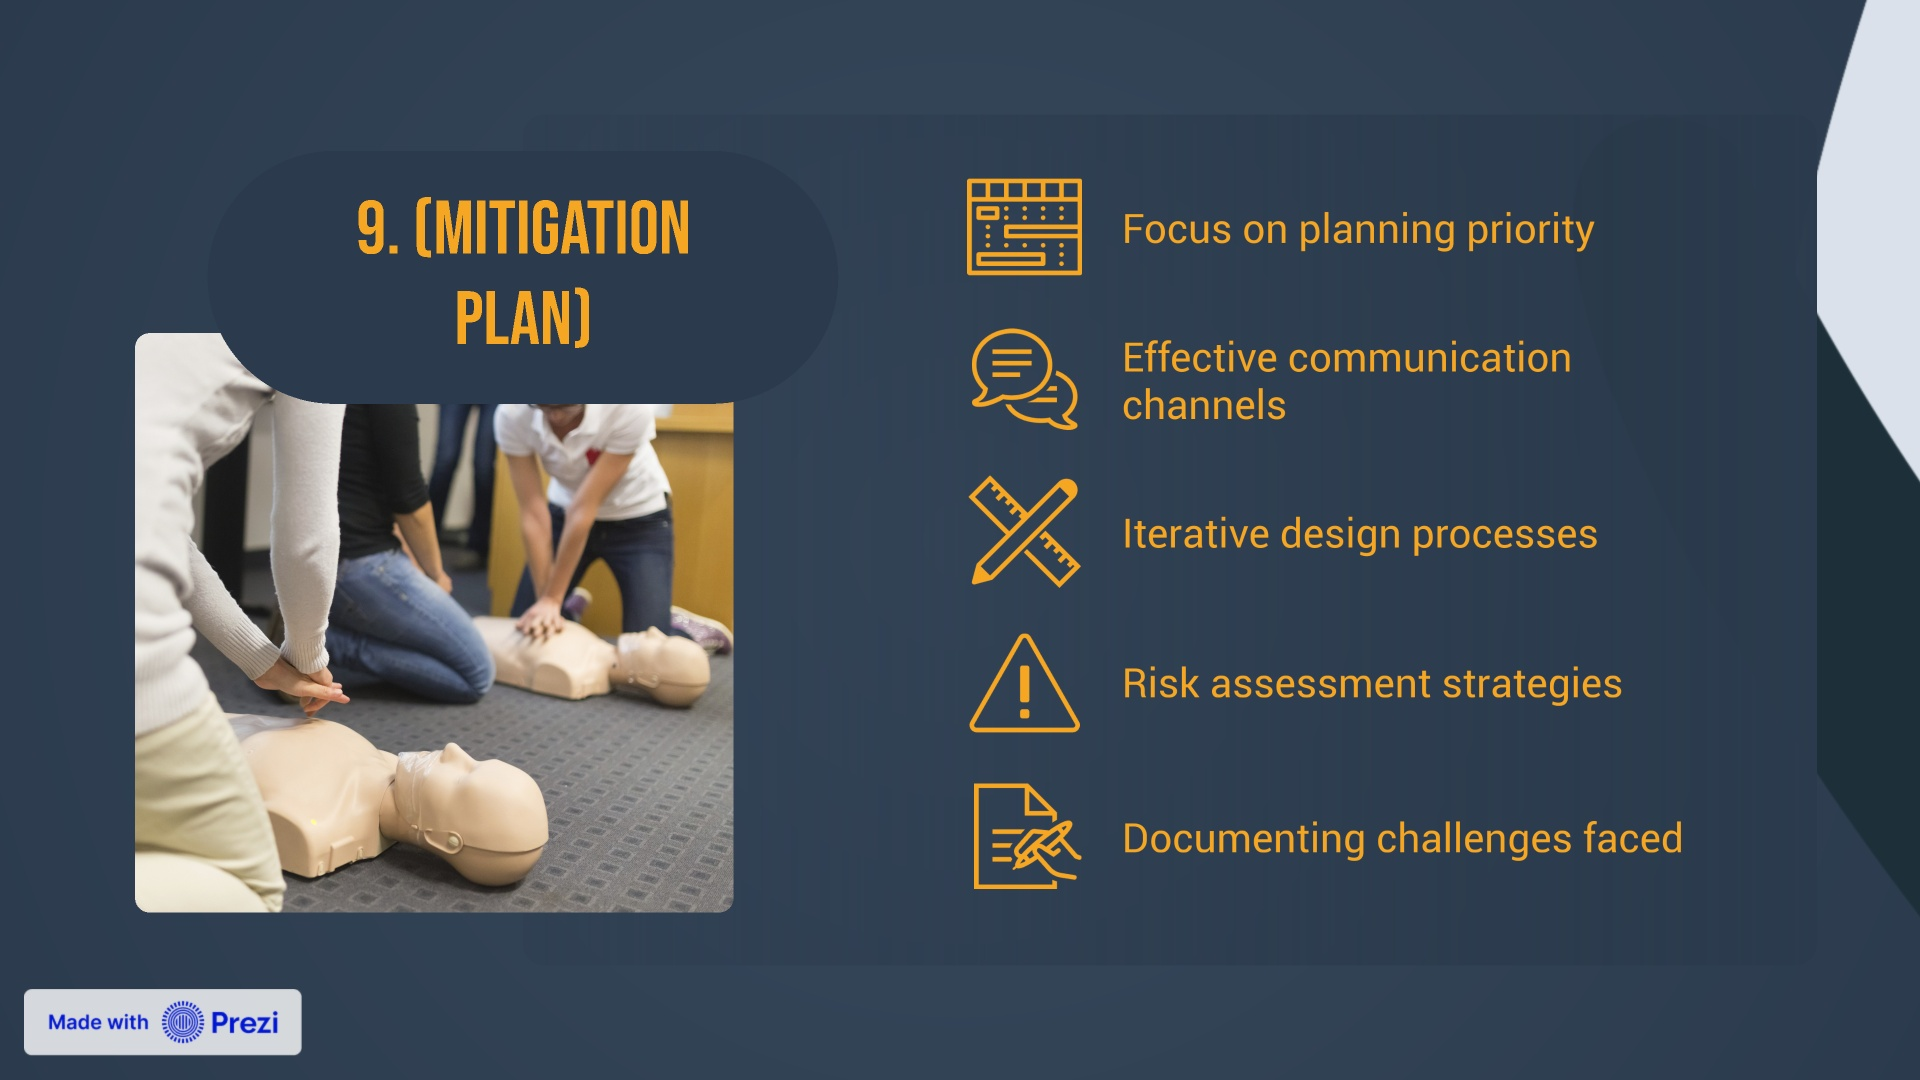 9. (MITIGATION
PLAN)
Focus on planning priority
Effective communication
channels
Iterative design processes
Risk assessment strategies
Documenting challenges faced
Made with Prezi